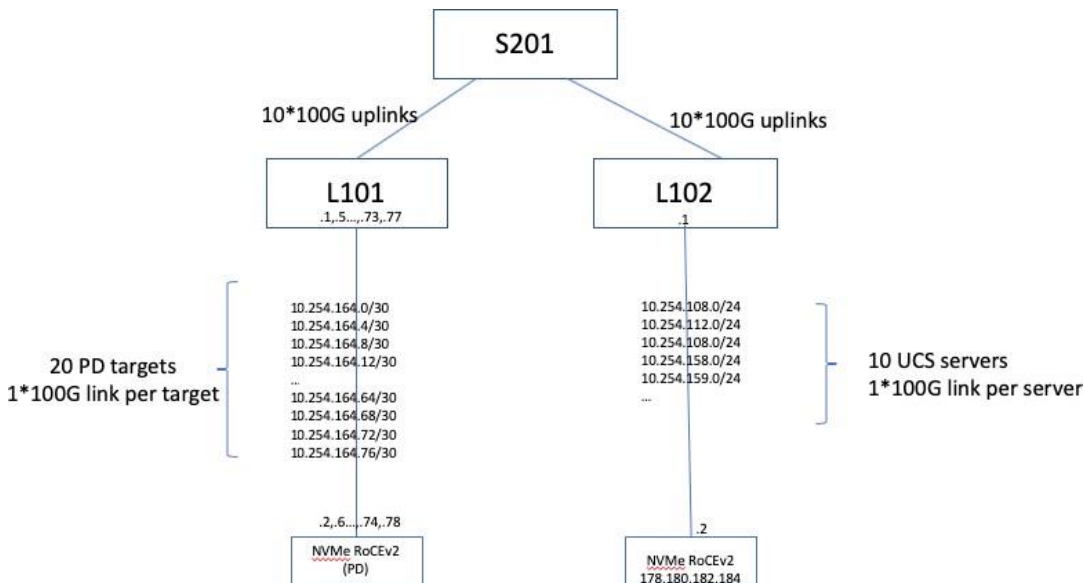 S201
10*100G uplinks
10*100G uplinks
L101
.1,.5...,.73,.77
L102
.1
10.254.164.0/30
10.254.164.4/30
10.254.164.8/30
10.254.164.12/30
...
10.254.164.64/30
10.254.164.68/30
10.254.164.72/30
10.254.164.76/30
20 PD targets
1*100G link per target
10.254.108.0/24
10.254.112.0/24
10.254.108.0/24
10.254.158.0/24
10.254.159.0/24
...
10 UCS servers
1*100G link per server
.2,.6...,.74,.78
NVMe RoCEv2
(PD)
.2
NVMe RoCEv2
178,180,182,184